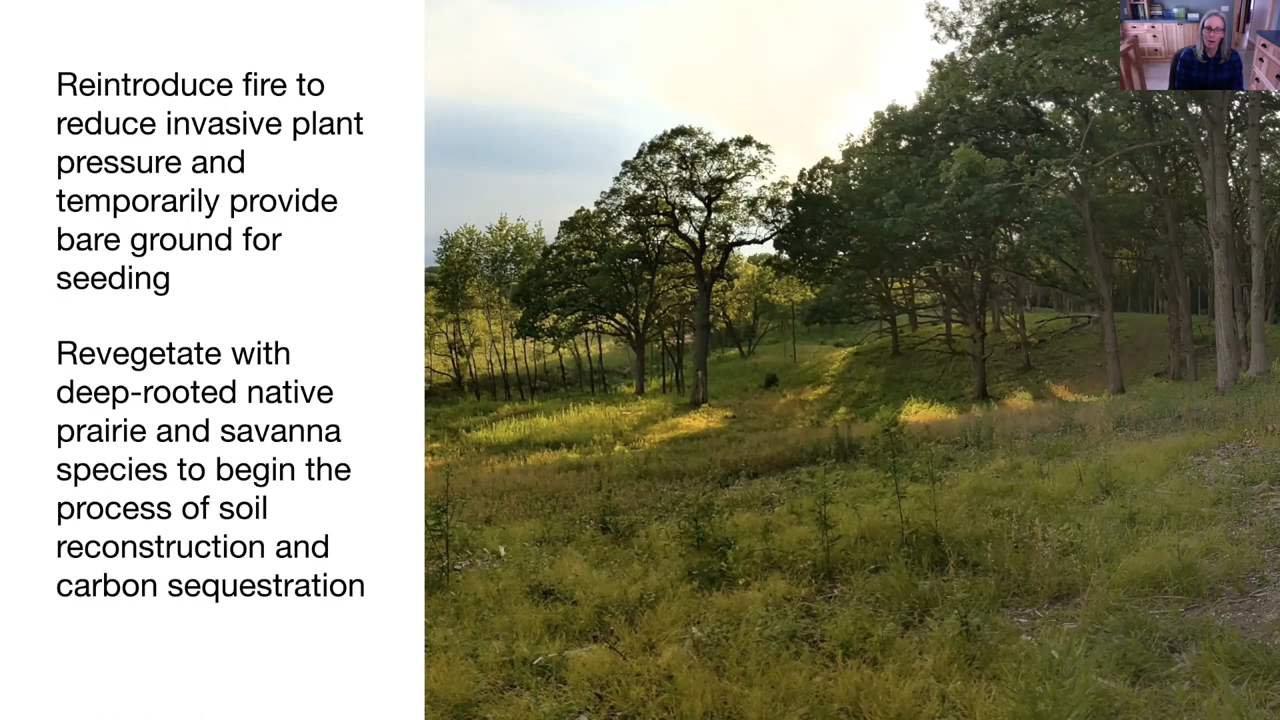 Reintroduce fire to
reduce invasive plant
pressure and
temporarily provide
bare ground for
seeding
Revegetate with
deep-rooted native
prairie and savanna
species to begin the
process of soil
reconstruction and
carbon sequestration